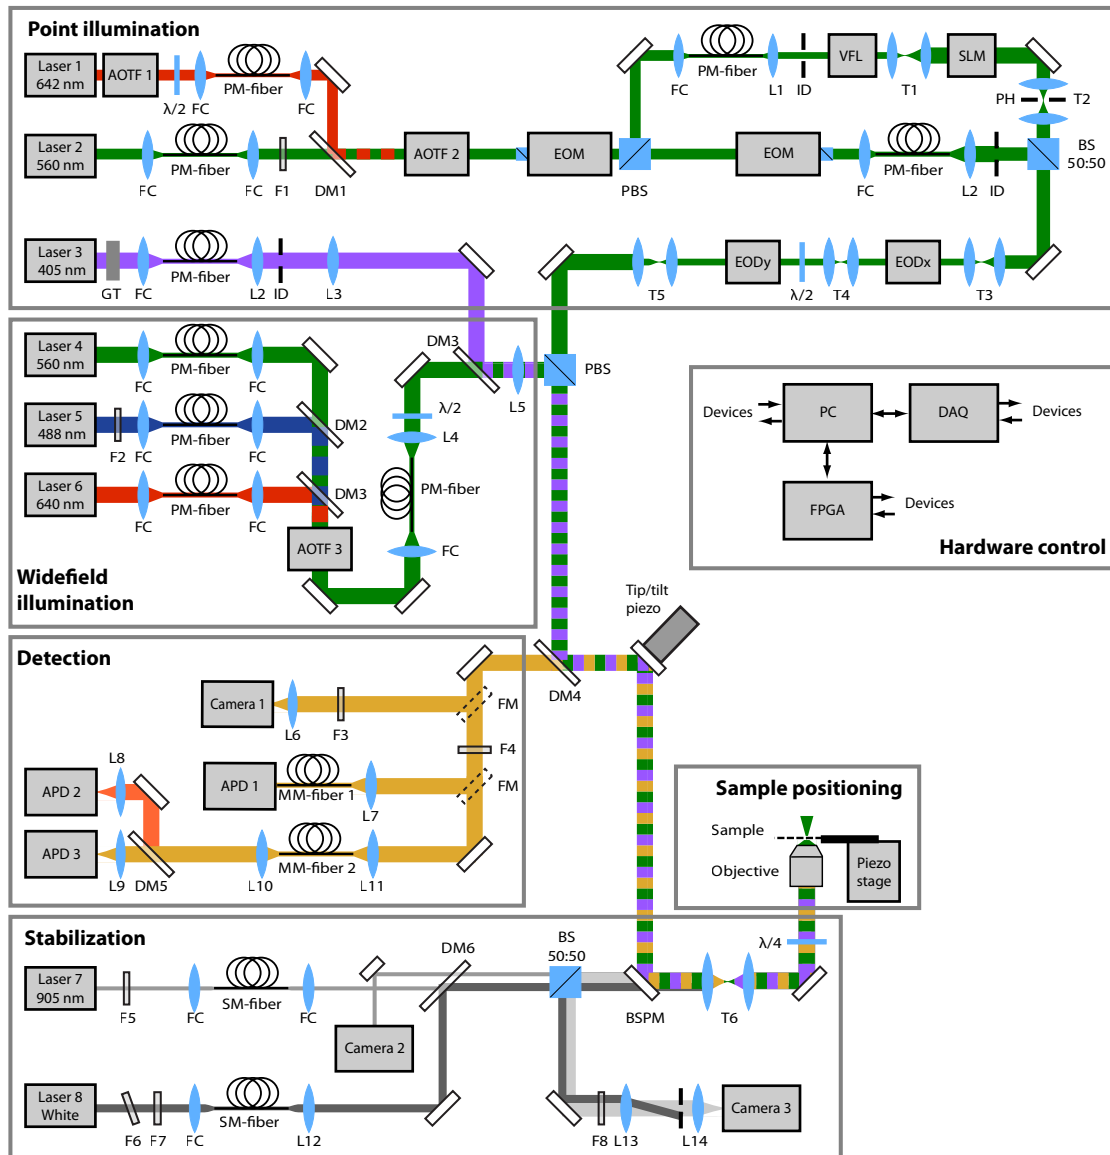 Point illumination
Laser 1
642 nm
AOTF 1
λ/2
FC
PM-fiber
FC
Laser 2
560 nm
FC
PM-fiber
FC
F1
DM1
AOTF 2
EOM
PBS
FC
PM-fiber
L1
ID
VFL
T1
SLM
PH
T2
EOM
FC
PM-fiber
L2
ID
BS
50:50
Laser 3
405 nm
GT
FC
PM-fiber
L2
ID
L3
T5
EODy
λ/2
T4
EODx
T3
DM3
L5
PBS
Laser 4
560 nm
FC
PM-fiber
FC
Laser 5
488 nm
F2
FC
PM-fiber
FC
DM2
Laser 6
640 nm
FC
PM-fiber
FC
DM3
AOTF 3
λ/2
L4
PM-fiber
FC
Widefield
illumination
Devices
PC
DAQ
Devices
FPGA
Devices
Hardware control
Tip/tilt
piezo
DM4
Detection
Camera 1
L6
F3
FM
F4
APD 1
MM-fiber 1
L7
FM
L8
APD 2
APD 3
L9
DM5
L10
MM-fiber 2
L11
Sample positioning
Sample
Objective
Piezo
stage
λ/4
Stabilization
Laser 7
905 nm
F5
FC
SM-fiber
FC
Camera 2
DM6
BS
50:50
BSPM
T6
Laser 8
White
F6
F7
FC
SM-fiber
L12
F8
L13
L14
Camera 3